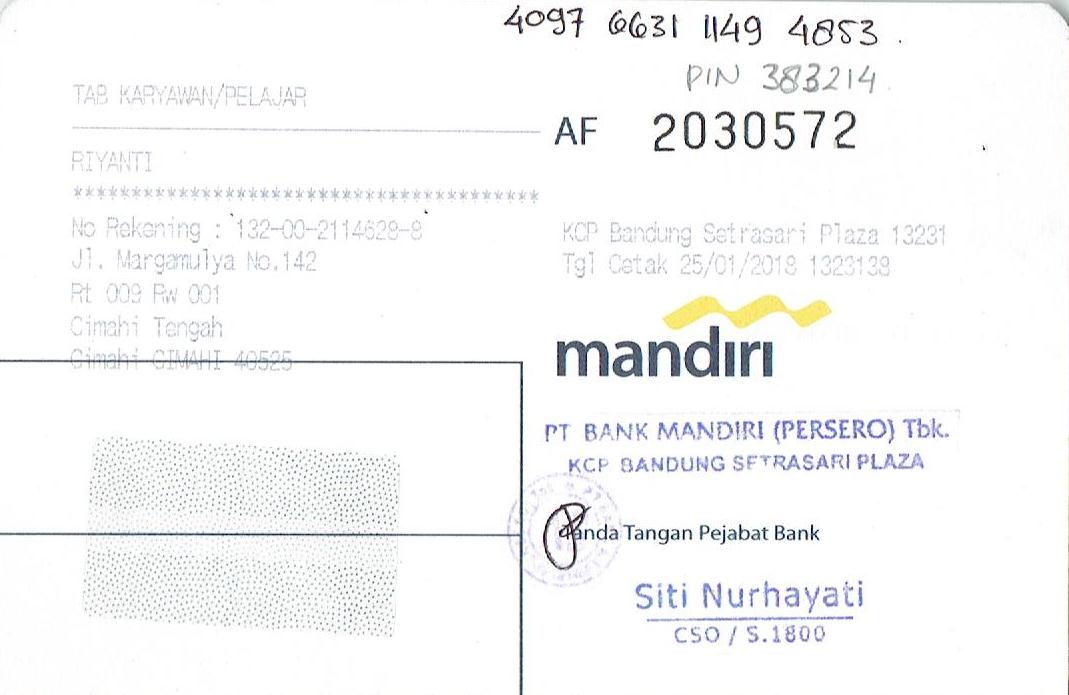 4097 6631 1149 4853.
PIN 383214
TAB KARYAWAN/PELAJAR
AF 2030572
RIYANTI
****************************************
No Rekening : 132-00-2114628-8
Jl. Margamulya No.142
Rt 009 Rw 001
Cimahi Tengah
Cimahi CIMAHI 40525
KCP Bandung Setrasari Plaza 13231
Tgl Cetak 25/01/2018 1323138
mandiri
PT BANK MANDIRI (PERSERO) Tbk.
KCP BANDUNG SETRASARI PLAZA
Tanda Tangan Pejabat Bank
Siti Nurhayati
CSO / S.1800